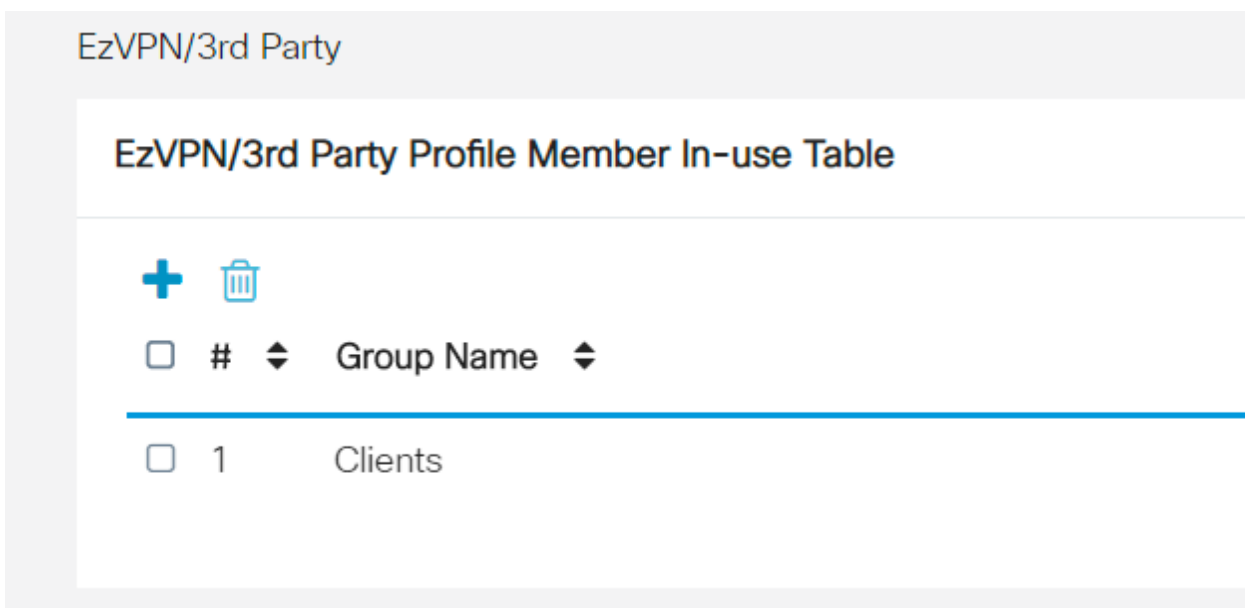 EzVPN/3rd Party
EzVPN/3rd Party Profile Member In-use Table
# Group Name
1 Clients